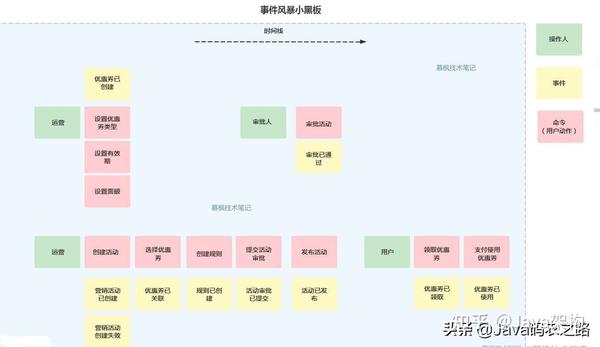 事件风暴小黑板
时间线
慕枫技术笔记
操作人
事件
命令
（用户动作）
优惠券已
创建
运营
设置优惠
券类型
设置有效
期
设置面额
审批人
审批活动
审批已通
过
慕枫技术笔记
运营
创建活动
选择优惠
券
创建规则
提交活动
审批
发布活动
用户
领取优惠
券
支付使用
优惠券
营销活动
已创建
优惠券已
关联
规则已创
建
活动审批
已提交
活动已发
布
优惠券已
领取
优惠券已
使用
营销活动
创建失败
知乎 @Java架构
头条 @Java码农之路